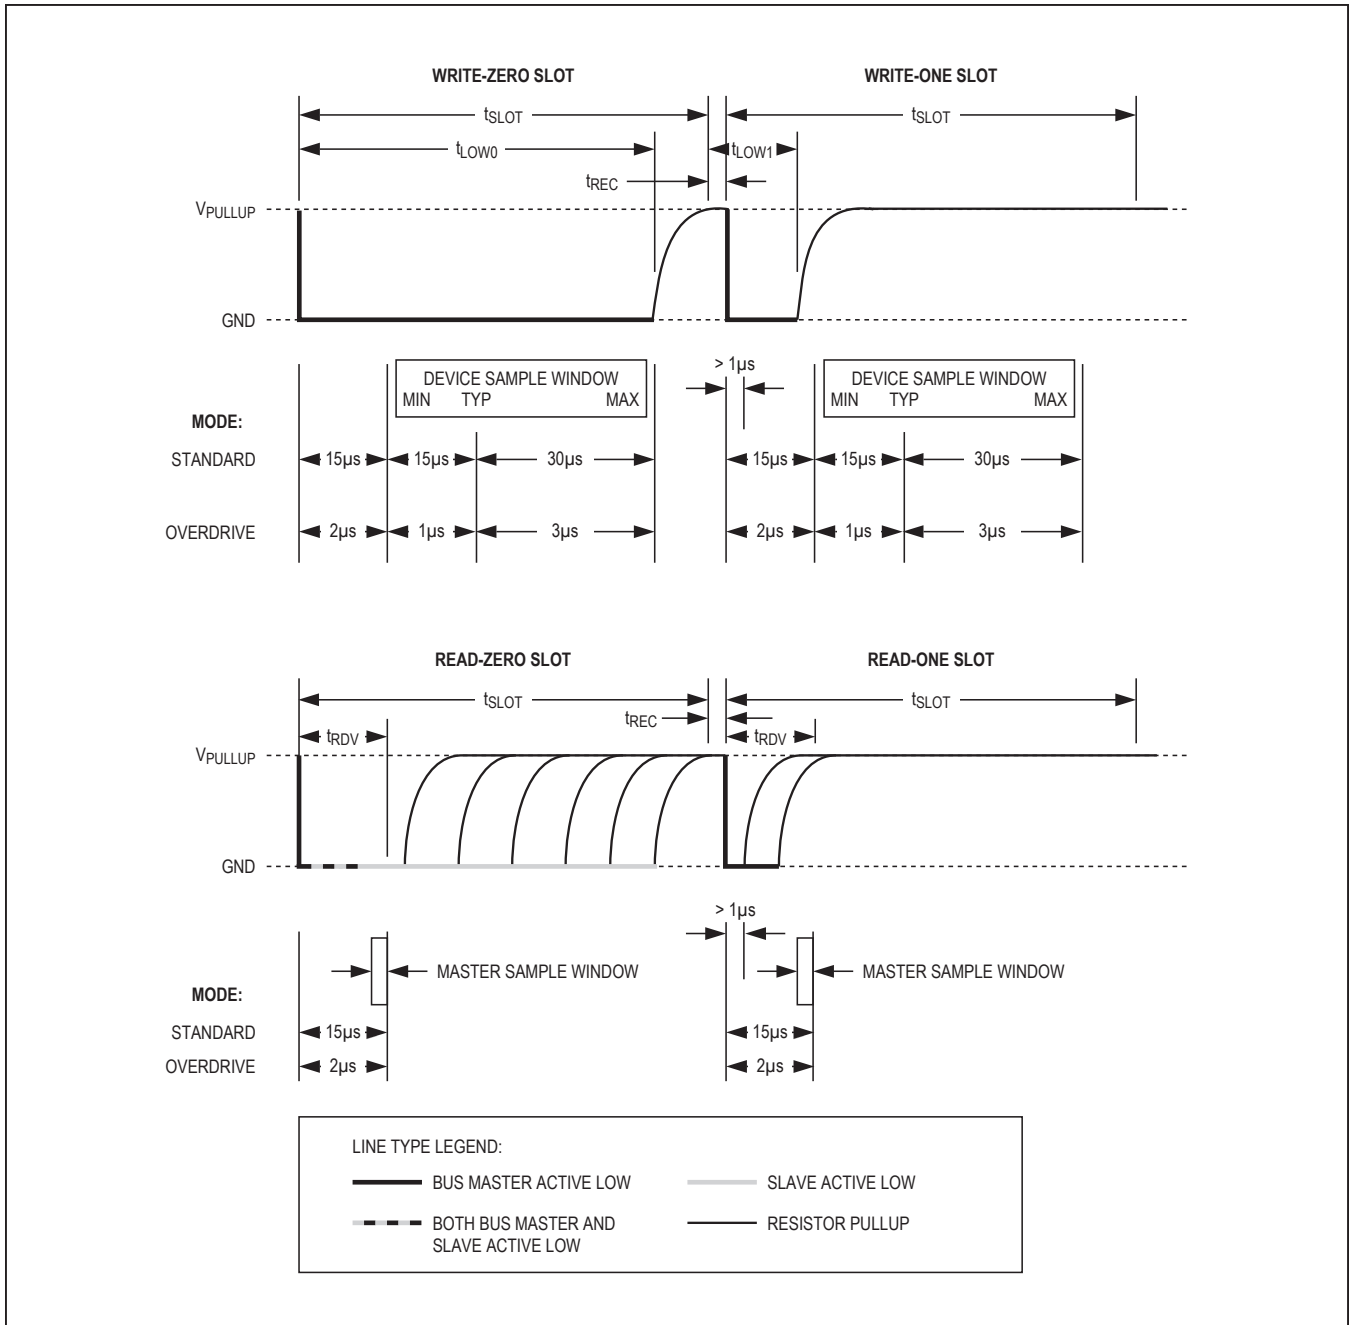 WRITE-ZERO SLOT WRITE-ONE SLOT
tSLOT tSLOT
tLOW0 tLOW1
tREC
VPULLUP
GND
> 1µs
DEVICE SAMPLE WINDOW DEVICE SAMPLE WINDOW
MIN TYP MAX MIN TYP MAX
MODE:
STANDARD 15µs 15µs 30µs 15µs 15µs 30µs
OVERDRIVE 2µs 1µs 3µs 2µs 1µs 3µs
READ-ZERO SLOT READ-ONE SLOT
tSLOT tSLOT
tREC
tRDV tRDV
VPULLUP
GND
> 1µs
MASTER SAMPLE WINDOW MASTER SAMPLE WINDOW
MODE:
STANDARD 15µs 15µs
OVERDRIVE 2µs 2µs
LINE TYPE LEGEND:
BUS MASTER ACTIVE LOW SLAVE ACTIVE LOW
BOTH BUS MASTER AND RESISTOR PULLUP
SLAVE ACTIVE LOW